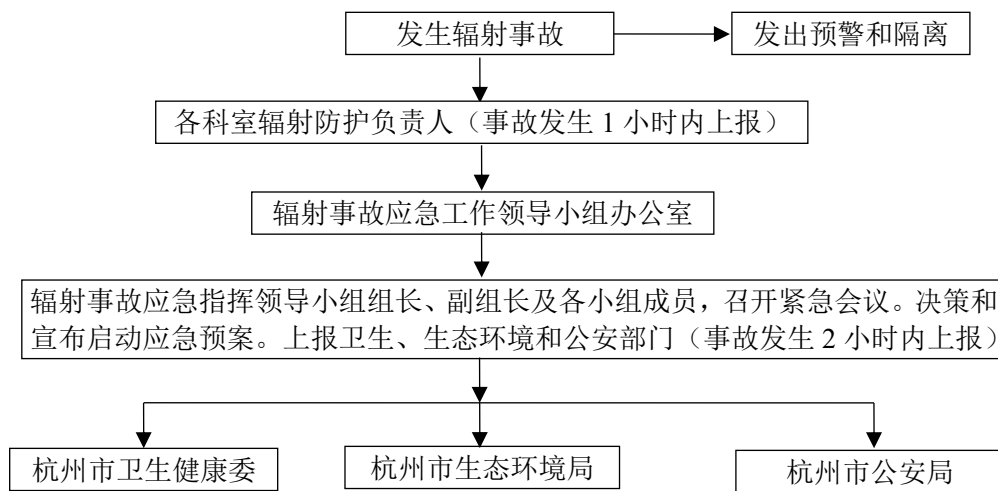 发生辐射事故
发出预警和隔离
各科室辐射防护负责人（事故发生 1 小时内上报）
辐射事故应急工作领导小组办公室
辐射事故应急指挥领导小组组长、副组长及各小组成员，召开紧急会议。决策和
宣布启动应急预案。上报卫生、生态环境和公安部门（事故发生 2 小时内上报）
杭州市卫生健康委
杭州市生态环境局
杭州市公安局